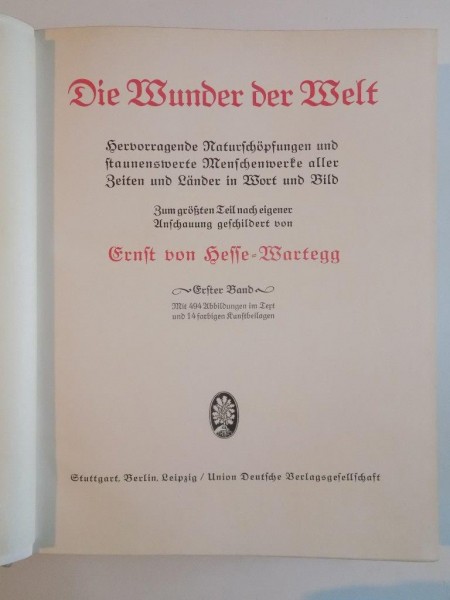 Die Wunder der Welt
Hervorragende Naturschöpfungen und
staunenswerte Menschenwerke aller
Zeiten und Länder in Wort und Bild
Zum größten Teil nach eigener
Anschauung geschildert von
Ernst von Hesse-Wartegg
Erster Band
Mit 494 Abbildungen im Text
und 14 farbigen Kunstbeilagen
Stuttgart, Berlin, Leipzig / Union Deutsche Verlagsgesellschaft